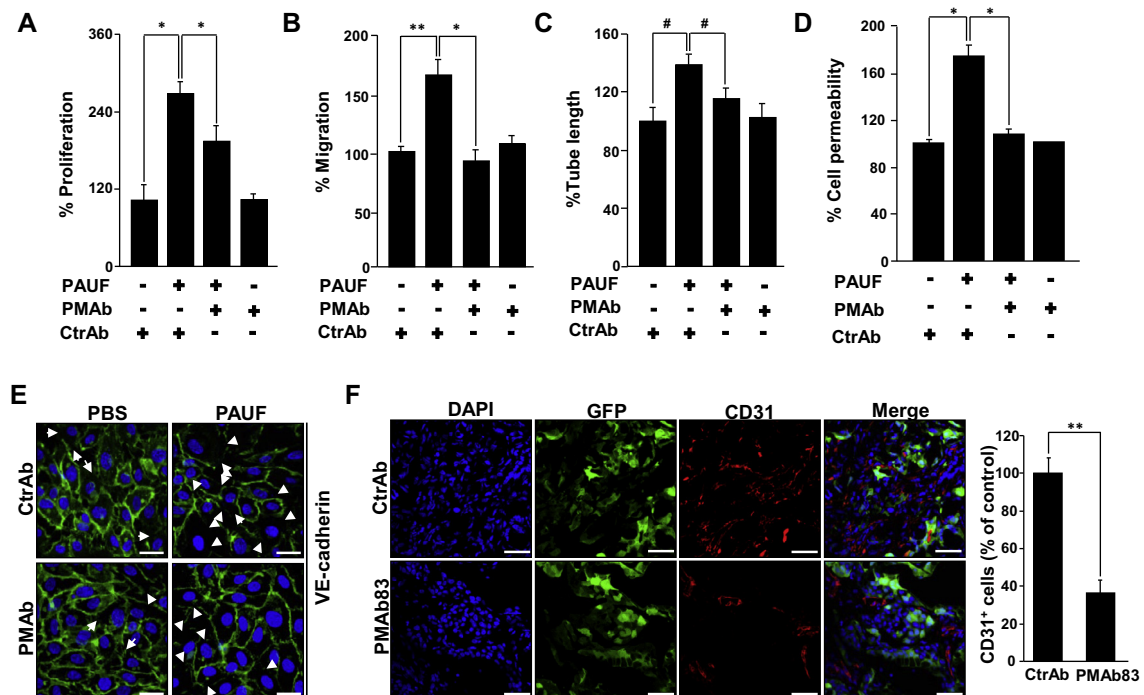 A
% Proliferation
360
240
120
0
* *
PAUF - + + -
PMAb - - + +
CtrAb + + - -
B
% Migration
200
150
100
50
0
** *
PAUF - + + -
PMAb - - + +
CtrAb + + - -
C
%Tube length
160
120
80
40
0
# #
PAUF - + + -
PMAb - - + +
CtrAb + + - -
D
% Cell permeability
200
160
120
80
40
0
* *
PAUF - + + -
PMAb - - + +
CtrAb + + - -
E
PBS PAUF
CtrAb
PMAb
VE-cadherin
F
DAPI GFP CD31 Merge
CtrAb
PMAb83
CD31+ cells (% of control)
120
100
80
60
40
20
0
**
CtrAb PMAb83